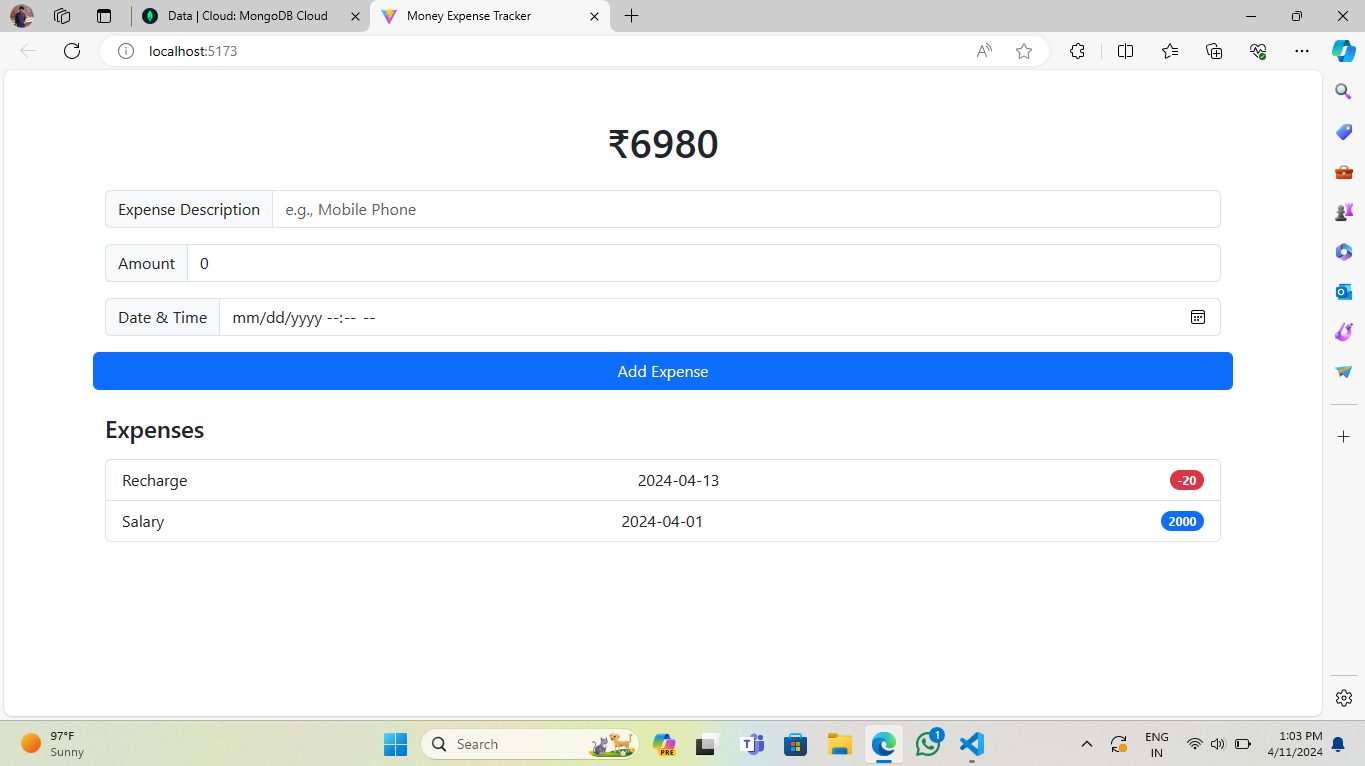 Data | Cloud: MongoDB Cloud
Money Expense Tracker
localhost:5173
₹6980
Expense Description e.g., Mobile Phone
Amount 0
Date & Time mm/dd/yyyy --:-- --
Add Expense
Expenses
Recharge 2024-04-13 -20
Salary 2024-04-01 2000
97°F
Sunny
Search
PRE
1
ENG
IN
1:03 PM
4/11/2024